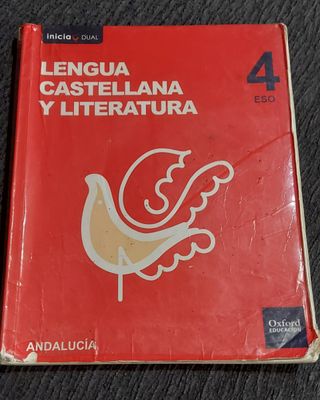 inicia DUAL
LENGUA
CASTELLANA
Y LITERATURA
4
ESO
ANDALUCÍA
Oxford
EDUCACIÓN